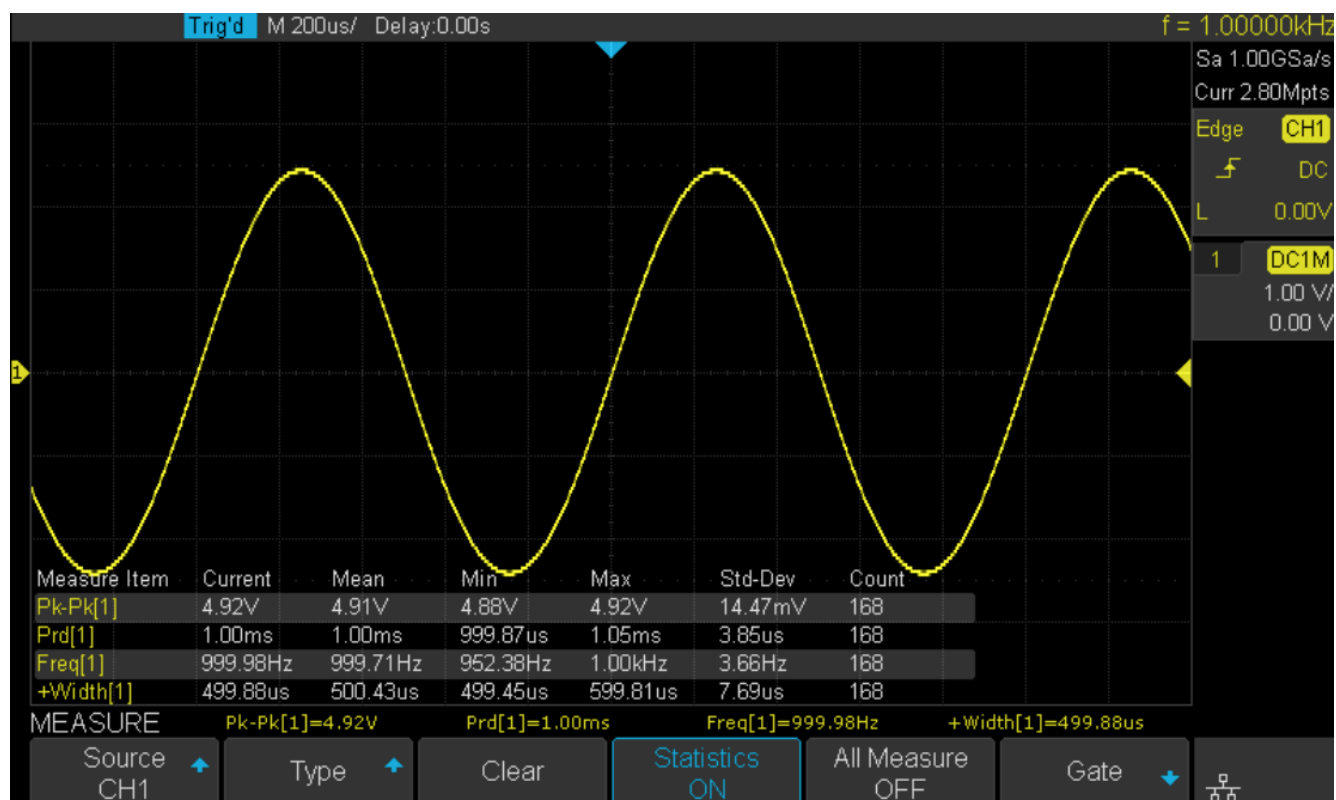 Trig'd M 200us/ Delay:0.00s f = 1.00000kHz
Sa 1.00GSa/s
Curr 2.80Mpts
Edge CH1
DC
L 0.00V
1 DC1M
1.00 V/
0.00 V
1
Measure Item Current Mean Min Max Std-Dev Count
Pk-Pk[1] 4.92V 4.91V 4.88V 4.92V 14.47mV 168
Prd[1] 1.00ms 1.00ms 999.87us 1.05ms 3.85us 168
Freq[1] 999.98Hz 999.71Hz 952.38Hz 1.00kHz 3.66Hz 168
+Width[1] 499.88us 500.43us 499.45us 599.81us 7.69us 168
MEASURE Pk-Pk[1]=4.92V Prd[1]=1.00ms Freq[1]=999.98Hz +Width[1]=499.88us
Source Type Clear Statistics All Measure Gate
CH1 ON OFF